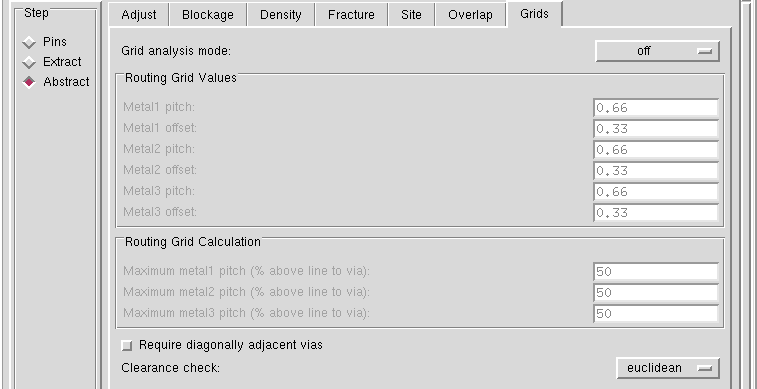 Step
Pins
Extract
Abstract
Adjust Blockage Density Fracture Site Overlap Grids
Grid analysis mode: off
Routing Grid Values
Metal1 pitch: 0.66
Metal1 offset: 0.33
Metal2 pitch: 0.66
Metal2 offset: 0.33
Metal3 pitch: 0.66
Metal3 offset: 0.33
Routing Grid Calculation
Maximum metal1 pitch (% above line to via): 50
Maximum metal2 pitch (% above line to via): 50
Maximum metal3 pitch (% above line to via): 50
Require diagonally adjacent vias
Clearance check: euclidean